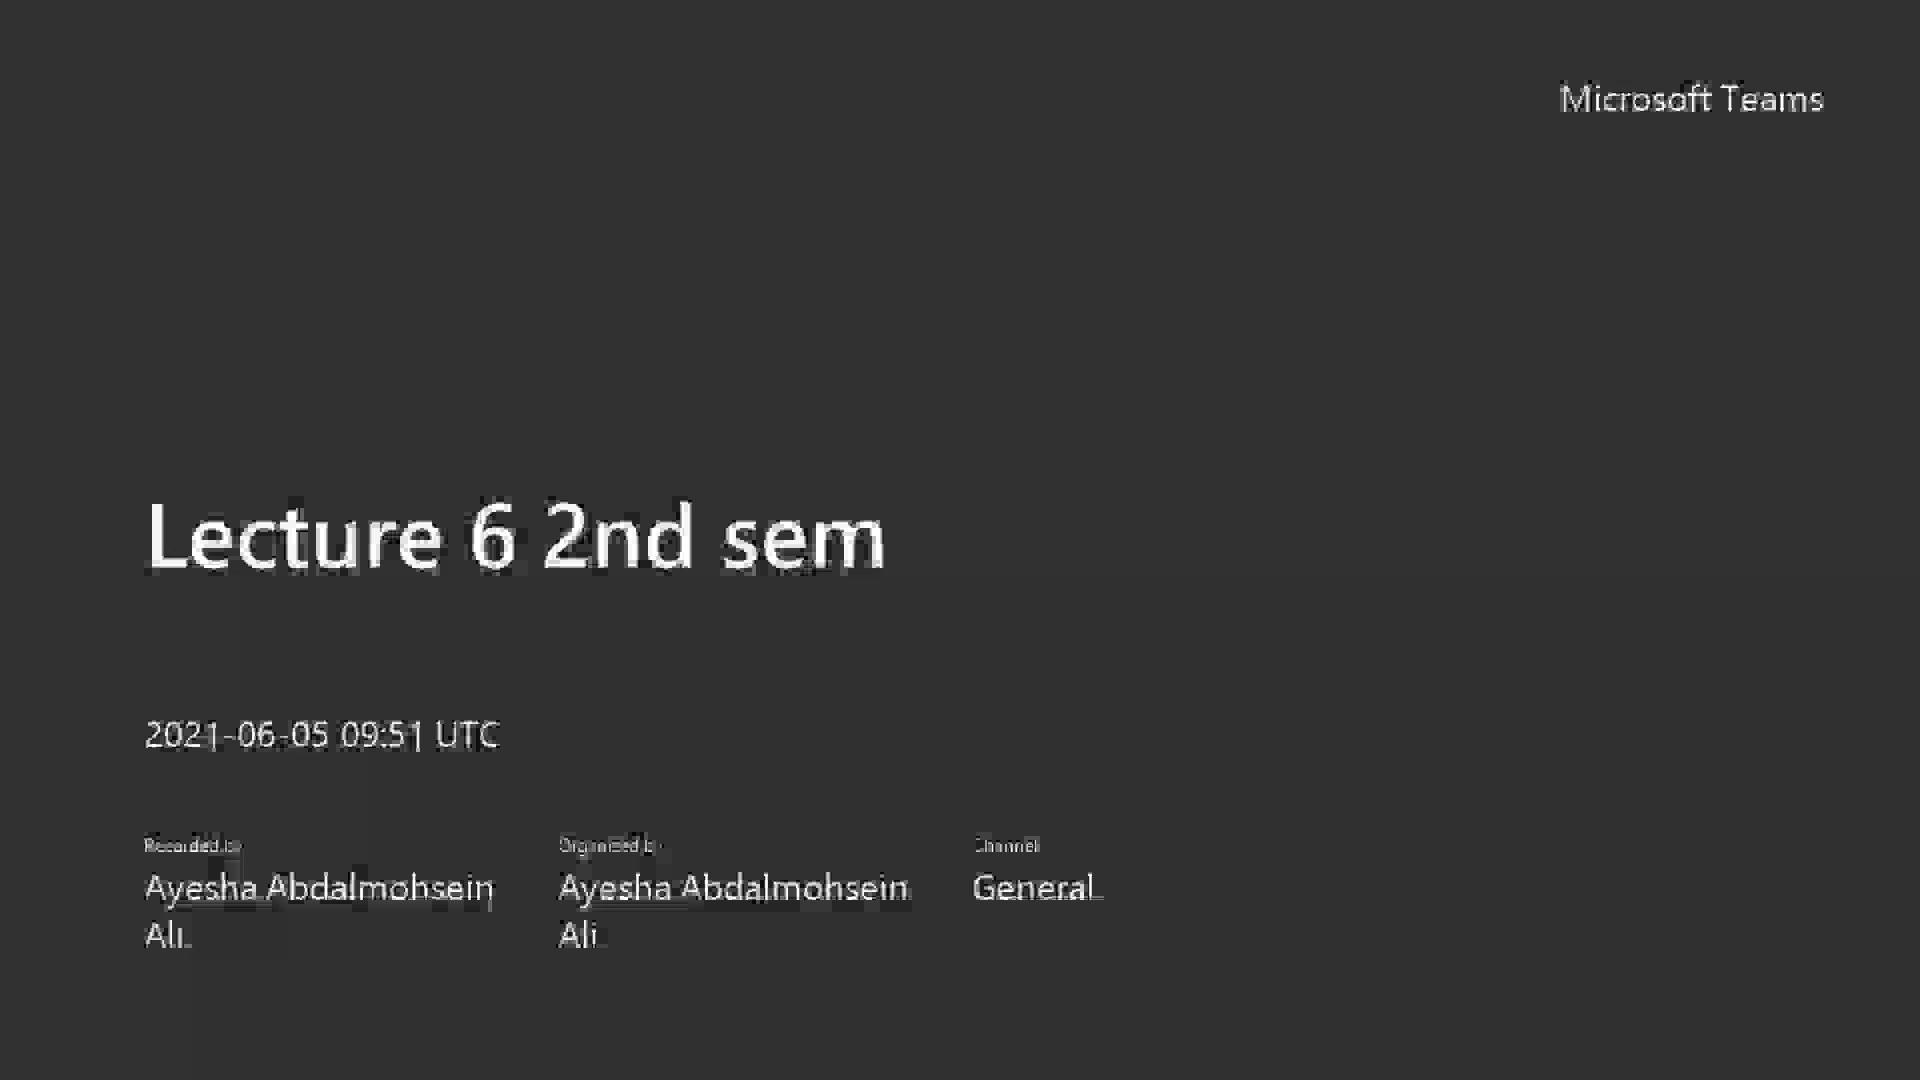 Microsoft Teams
Lecture 6 2nd sem
2021-06-05 09:51 UTC
Recorded by
Organized by
Channel
Ayesha Abdalmohsein
Ali
Ayesha Abdalmohsein
Ali
General